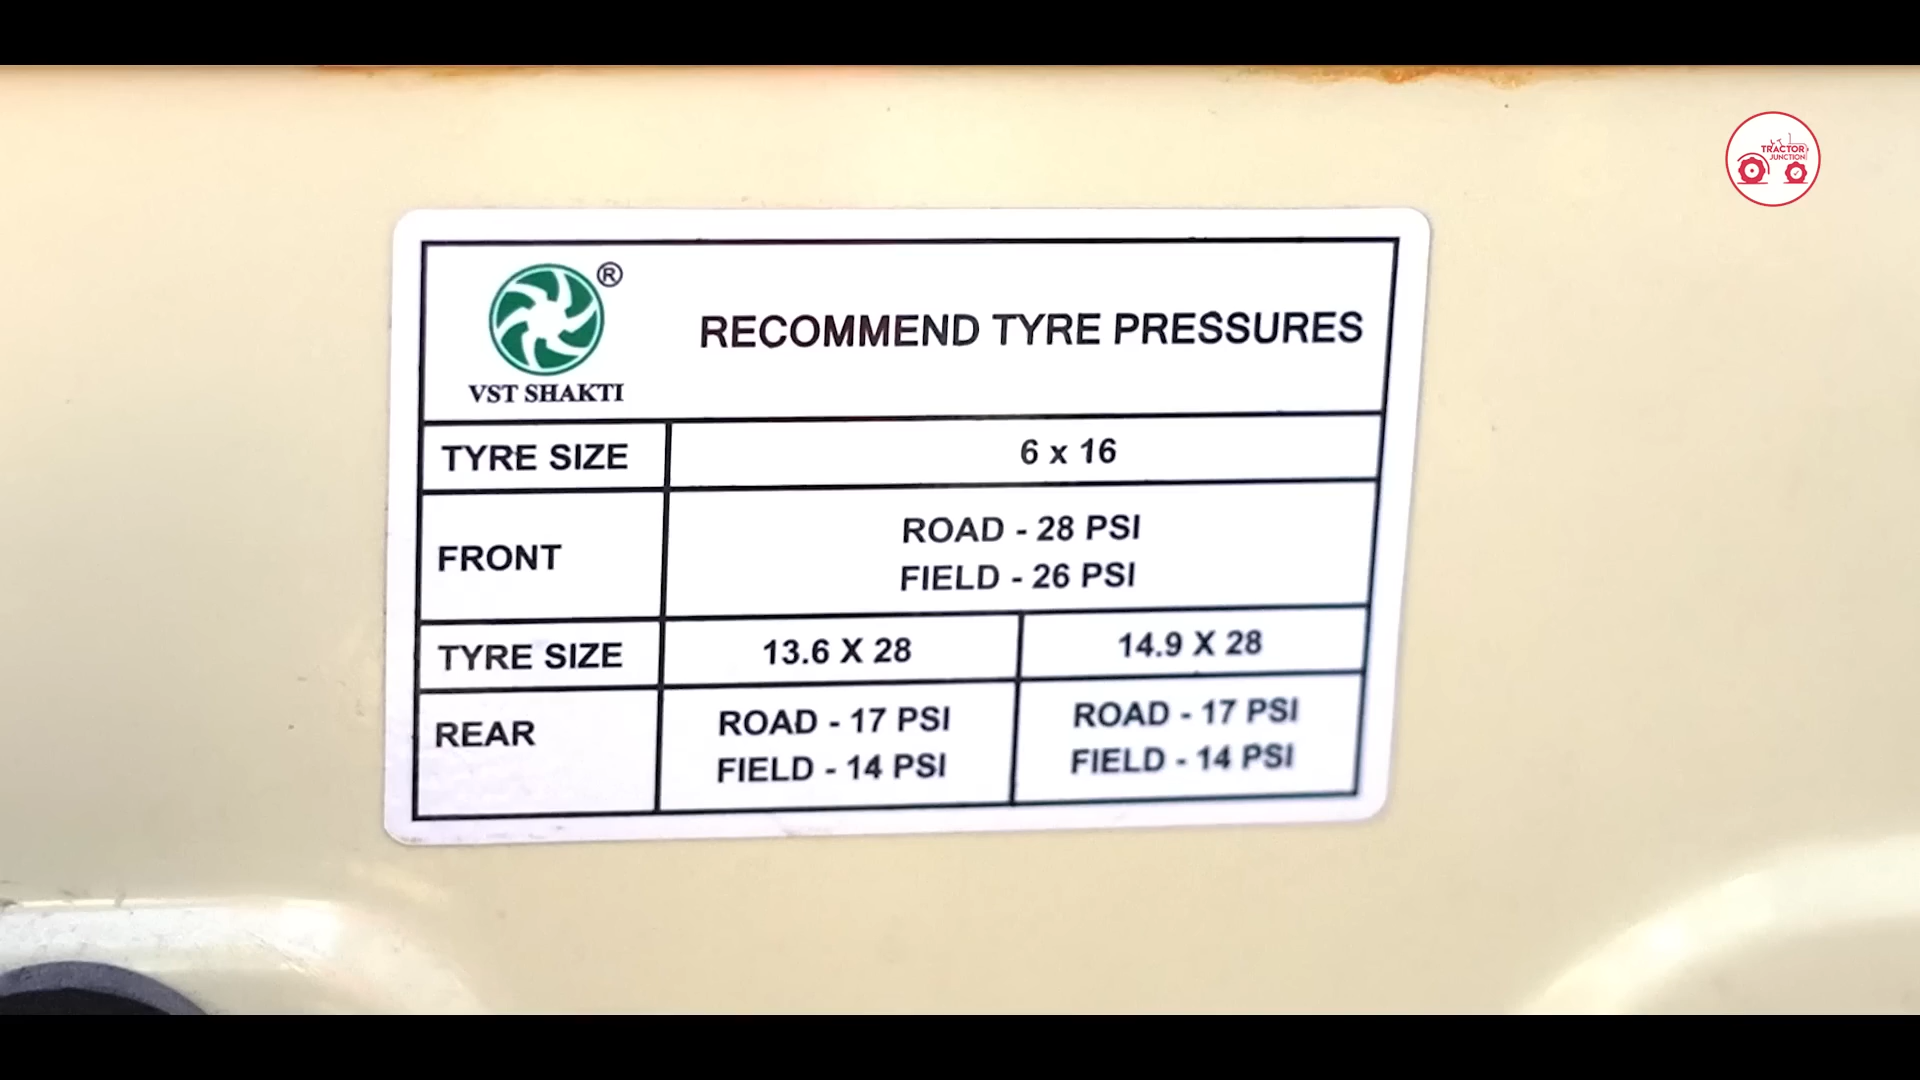 TRACTOR
JUNCTION
®
VST SHAKTI
RECOMMEND TYRE PRESSURES
TYRE SIZE
6 x 16
FRONT
ROAD - 28 PSI
FIELD - 26 PSI
TYRE SIZE
13.6 X 28
14.9 X 28
REAR
ROAD - 17 PSI
FIELD - 14 PSI
ROAD - 17 PSI
FIELD - 14 PSI